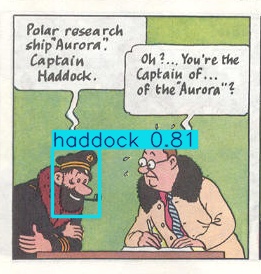 Polar research
ship "Aurora".
Captain
Haddock.
Oh?... You're the
Captain of...
of the "Aurora"?
haddock 0.81